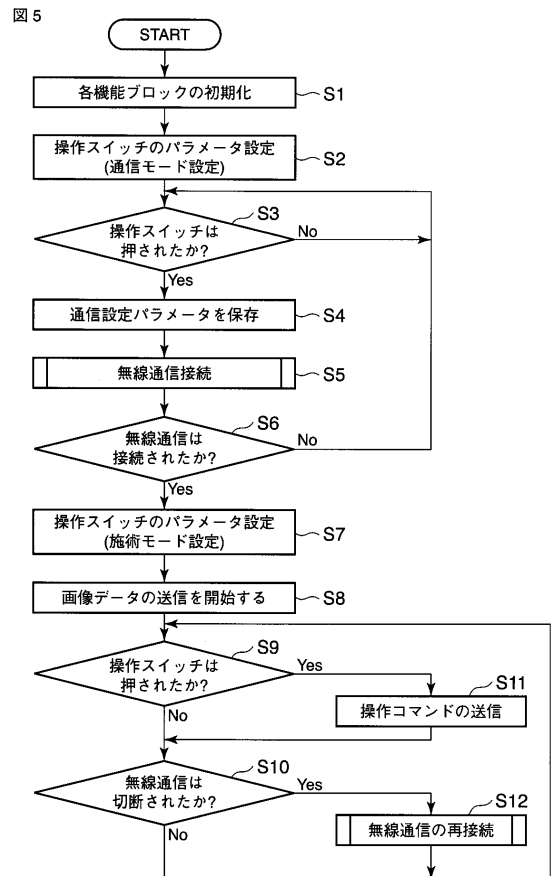 図5
START
各機能ブロックの初期化
S1
操作スイッチのパラメータ設定
(通信モード設定)
S2
S3
操作スイッチは
押されたか?
No
Yes
通信設定パラメータを保存
S4
無線通信接続
S5
S6
無線通信は
接続されたか?
No
Yes
操作スイッチのパラメータ設定
(施術モード設定)
S7
画像データの送信を開始する
S8
S9
操作スイッチは
押されたか?
Yes
No
S11
操作コマンドの送信
S10
無線通信は
切断されたか?
Yes
No
S12
無線通信の再接続